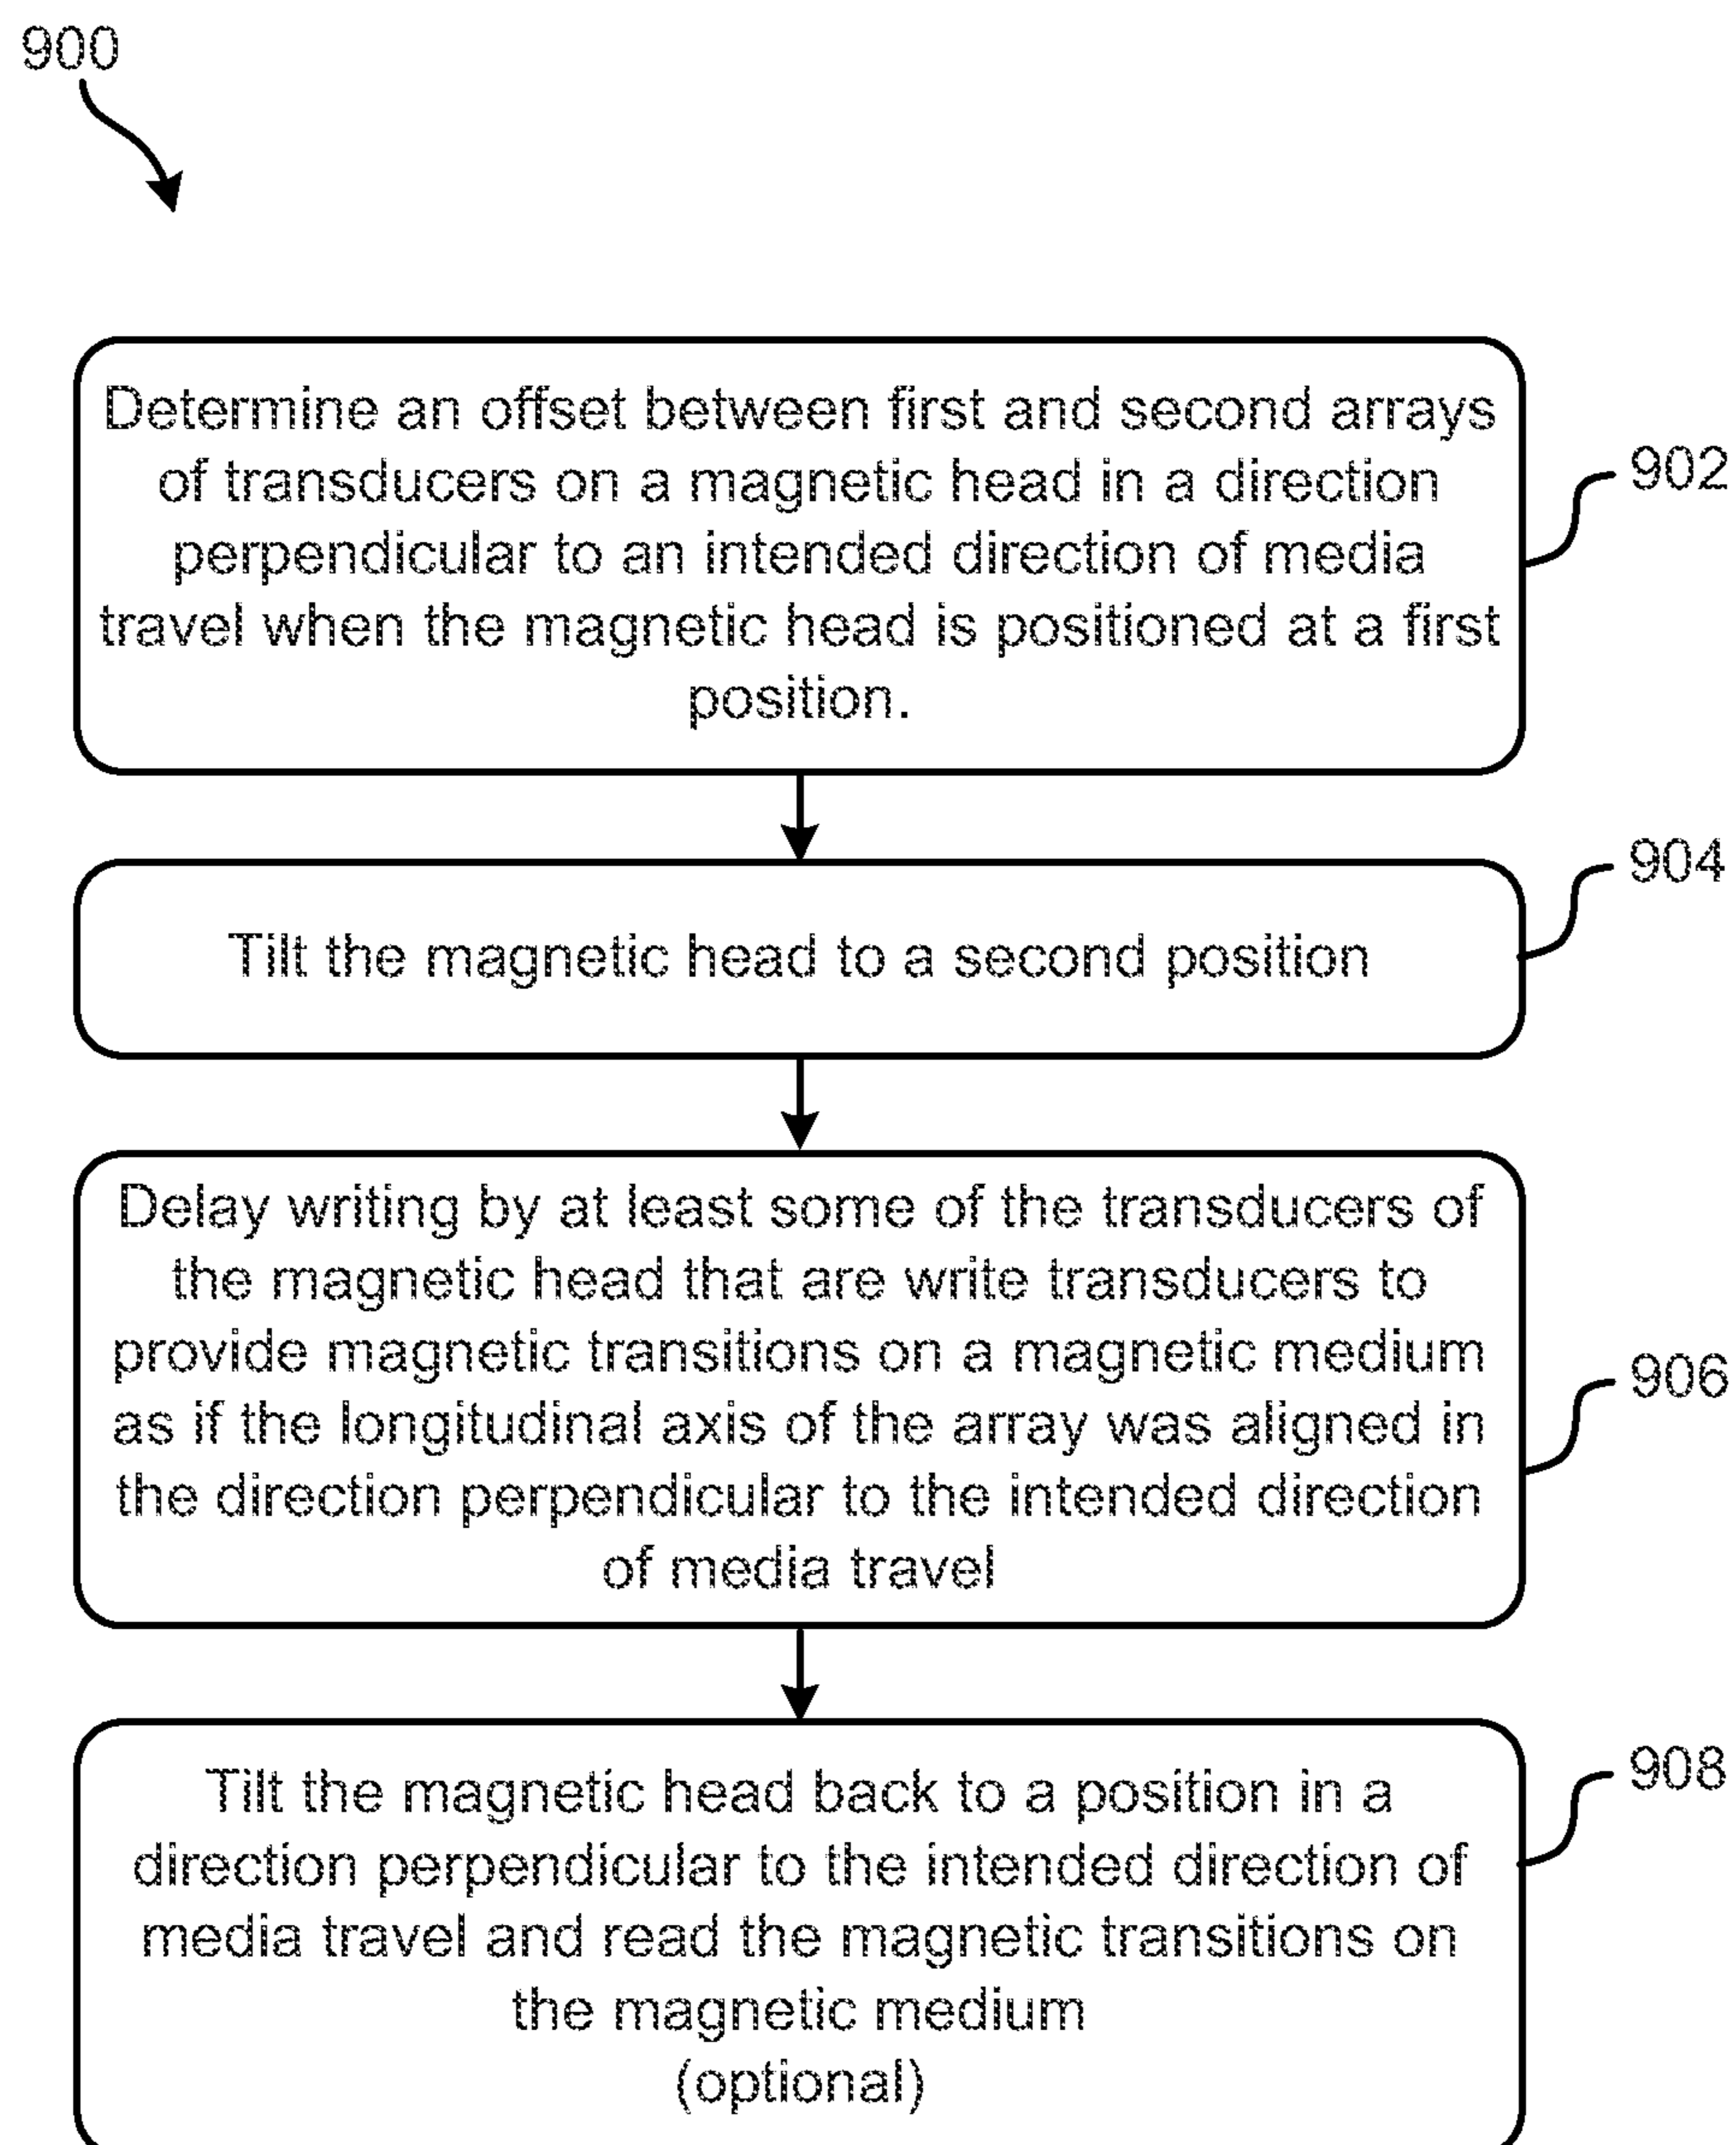 900
Determine an offset between first and second arrays
of transducers on a magnetic head in a direction
perpendicular to an intended direction of media
travel when the magnetic head is positioned at a first
position.
902
Tilt the magnetic head to a second position
904
Delay writing by at least some of the transducers of
the magnetic head that are write transducers to
provide magnetic transitions on a magnetic medium
as if the longitudinal axis of the array was aligned in
the direction perpendicular to the intended direction
of media travel
906
Tilt the magnetic head back to a position in a
direction perpendicular to the intended direction of
media travel and read the magnetic transitions on
the magnetic medium
(optional)
908